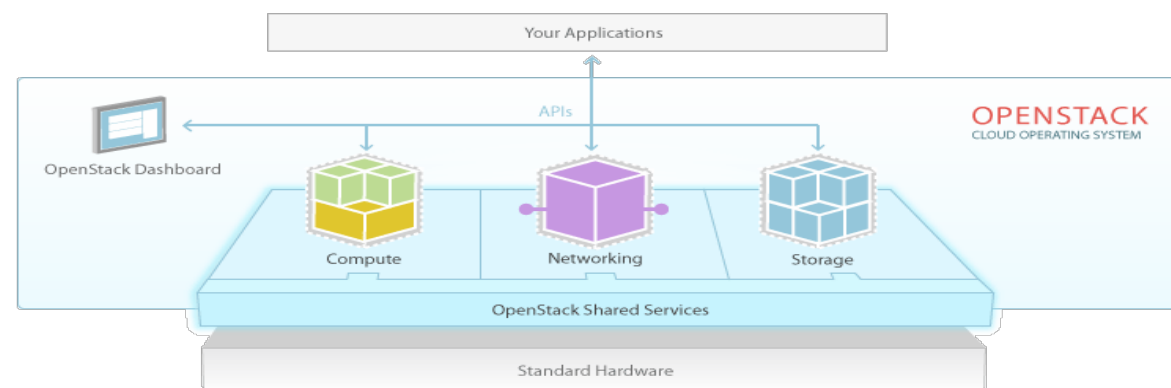 Your Applications
APIs
OPENSTACK
CLOUD OPERATING SYSTEM
OpenStack Dashboard
Compute
Networking
Storage
OpenStack Shared Services
Standard Hardware